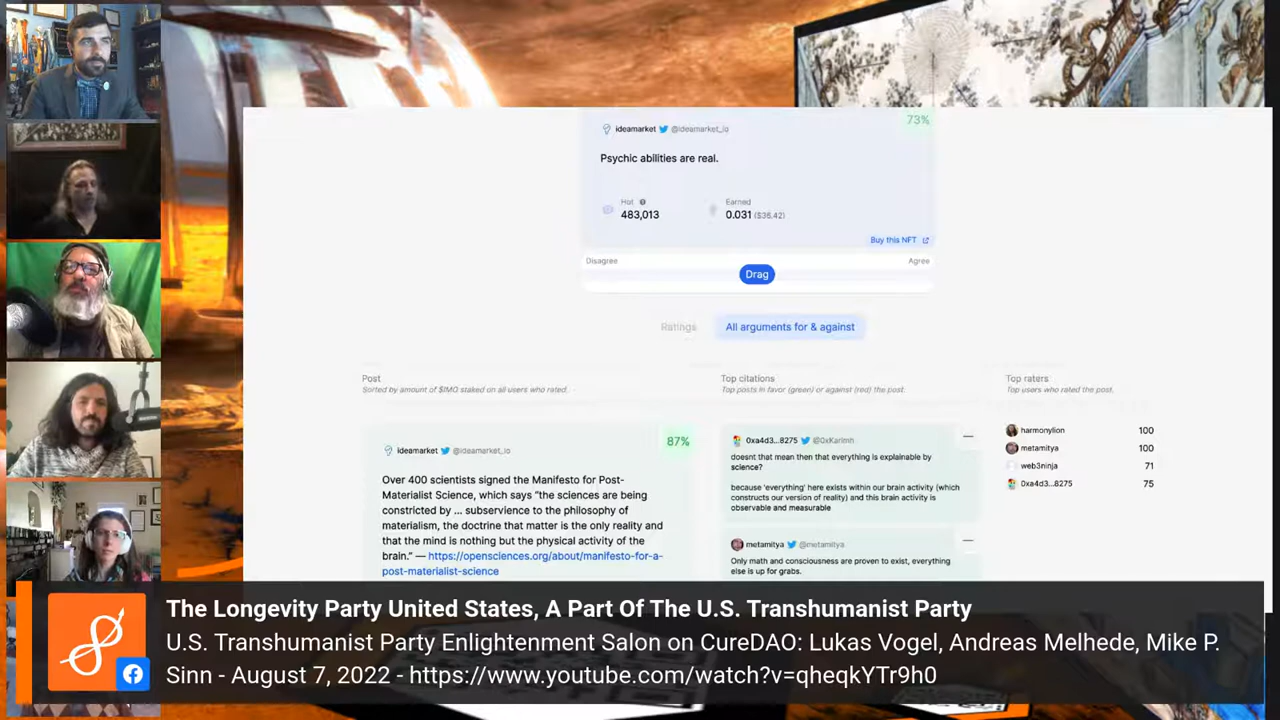 73%
ideamarket @ideamarket_io
Psychic abilities are real.
Hot
483,013
Earned
0.031 ($36.42)
Buy this NFT
Disagree
Agree
Drag
Ratings
All arguments for & against
Post
Sorted by amount of $IMO staked on all users who rated.
Top citations
Top posts in favor (green) or against (red) the post.
Top raters
Top users who rated the post.
ideamarket @ideamarket_io
87%
Over 400 scientists signed the Manifesto for Post-
Materialist Science, which says "the sciences are being
constricted by ... subservience to the philosophy of
materialism, the doctrine that matter is the only reality and
that the mind is nothing but the physical activity of the
brain." — https://opensciences.org/about/manifesto-for-a-
post-materialist-science
0xa4d3...8275 @0xKarimh
doesnt that mean then that everything is explainable by
science?
because 'everything' here exists within our brain activity (which
constructs our version of reality) and this brain activity is
observable and measurable
metamitya @metamitya
Only math and consciousness are proven to exist, everything
else is up for grabs.
harmonylion 100
metamitya 100
web3ninja 71
0xa4d3...8275 75
The Longevity Party United States, A Part Of The U.S. Transhumanist Party
U.S. Transhumanist Party Enlightenment Salon on CureDAO: Lukas Vogel, Andreas Melhede, Mike P.
Sinn - August 7, 2022 - https://www.youtube.com/watch?v=qheqkYTr9h0